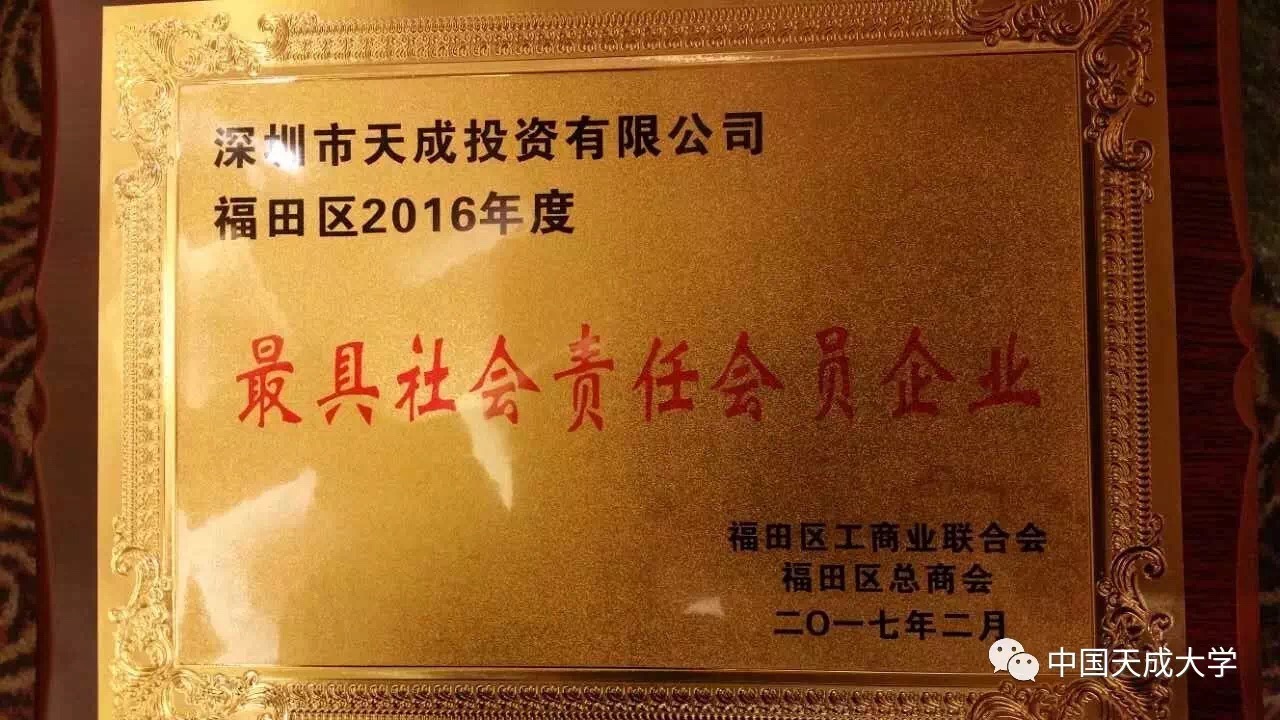 深圳市天成投资有限公司
福田区2016年度
最具社会责任会员企业
福田区工商业联合会
福田区总商会
二〇一七年二月
中国天成大学